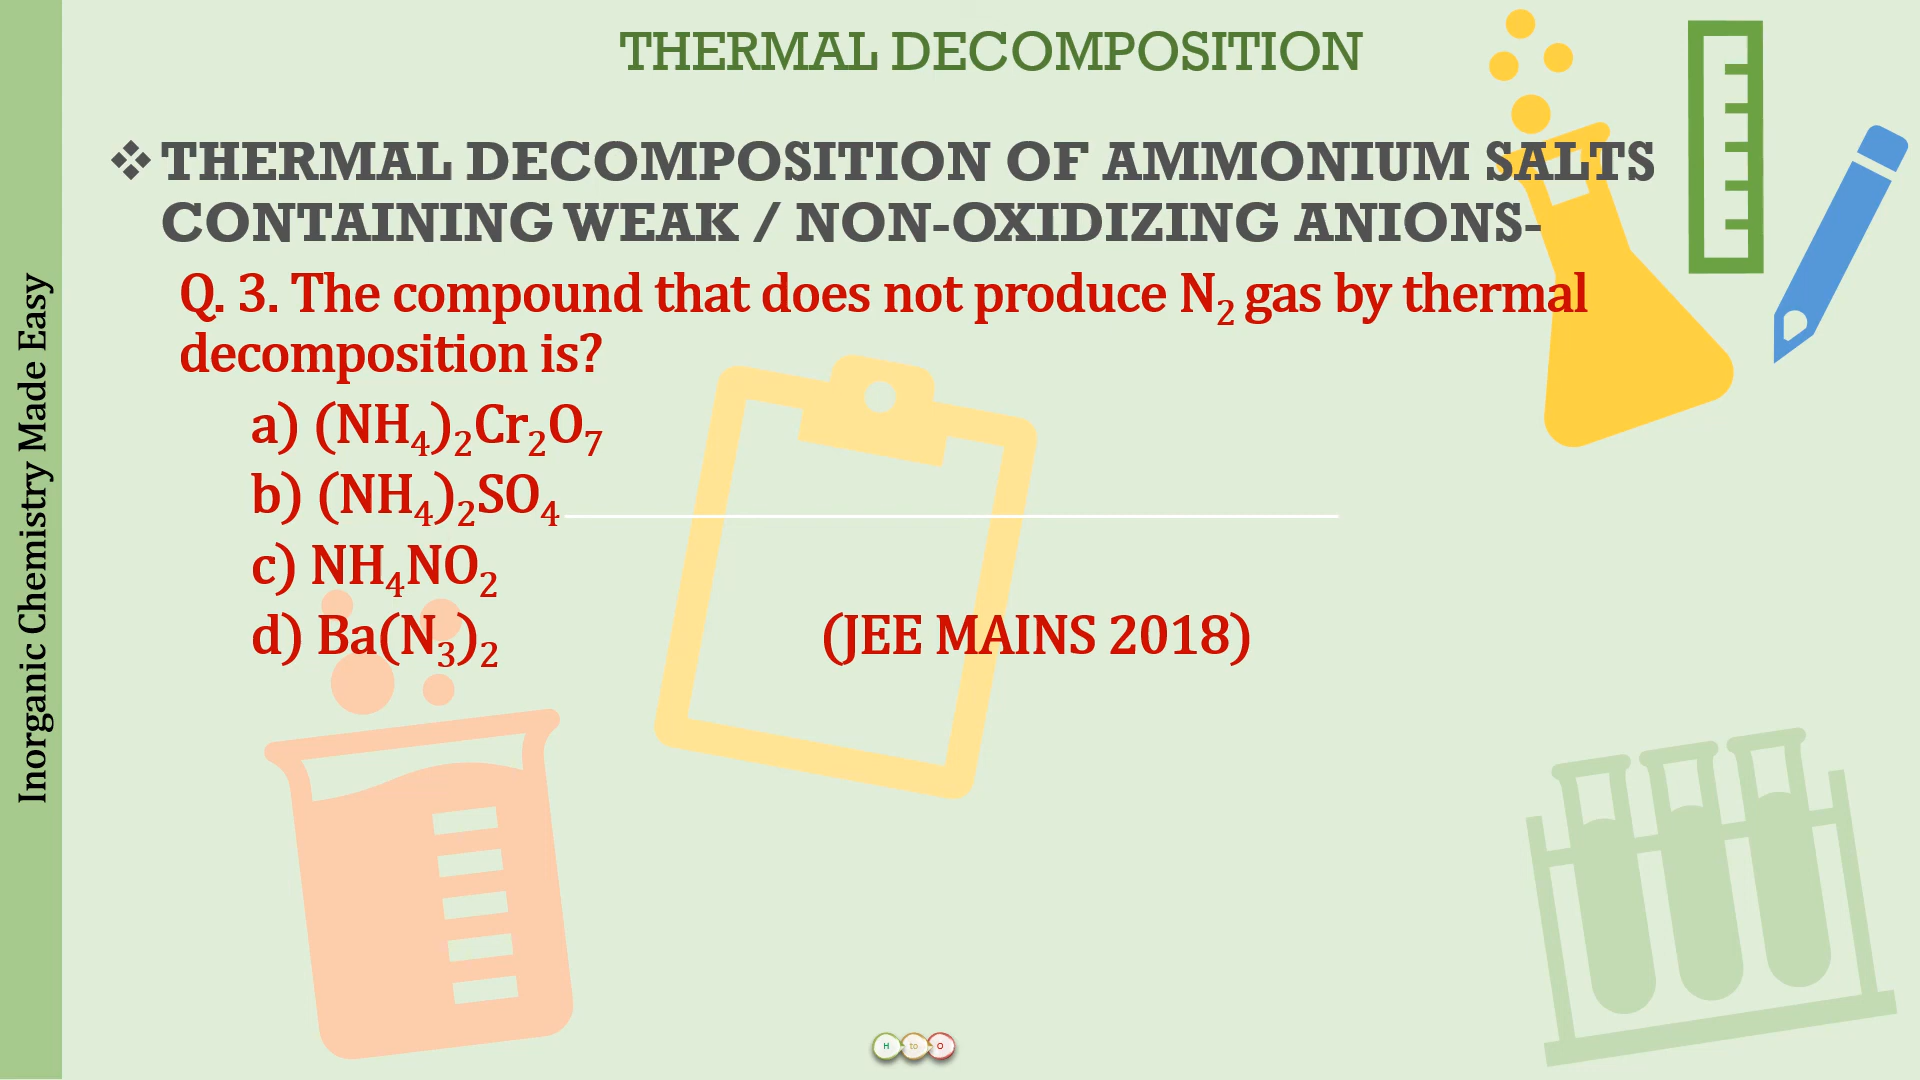 THERMAL DECOMPOSITION
❖ THERMAL DECOMPOSITION OF AMMONIUM SALTS
CONTAINING WEAK / NON-OXIDIZING ANIONS-
Q. 3. The compound that does not produce N₂ gas by thermal
decomposition is?
a) (NH₄)₂Cr₂O₇
b) (NH₄)₂SO₄
c) NH₄NO₂
d) Ba(N₃)₂ (JEE MAINS 2018)
Inorganic Chemistry Made Easy
H to O